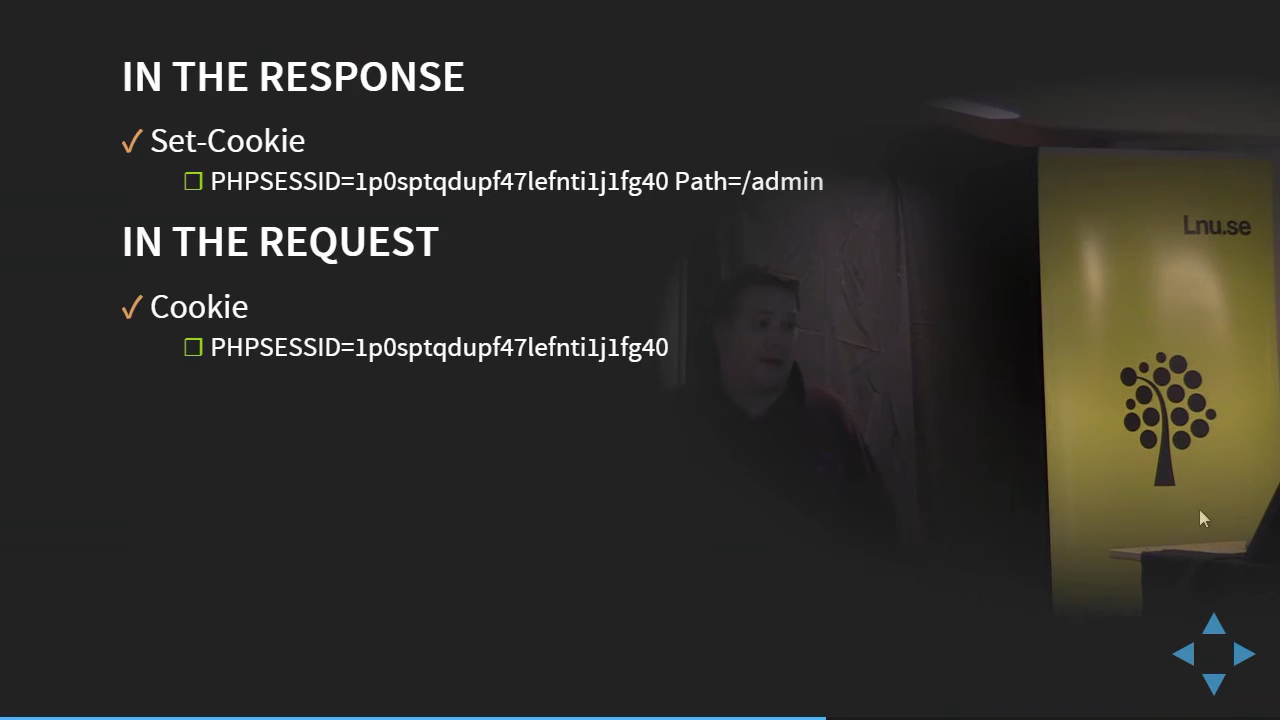 IN THE RESPONSE
✓ Set-Cookie
❐ PHPSESSID=1p0sptqdupf47lefnti1j1fg40 Path=/admin
IN THE REQUEST
✓ Cookie
❐ PHPSESSID=1p0sptqdupf47lefnti1j1fg40
Lnu.se